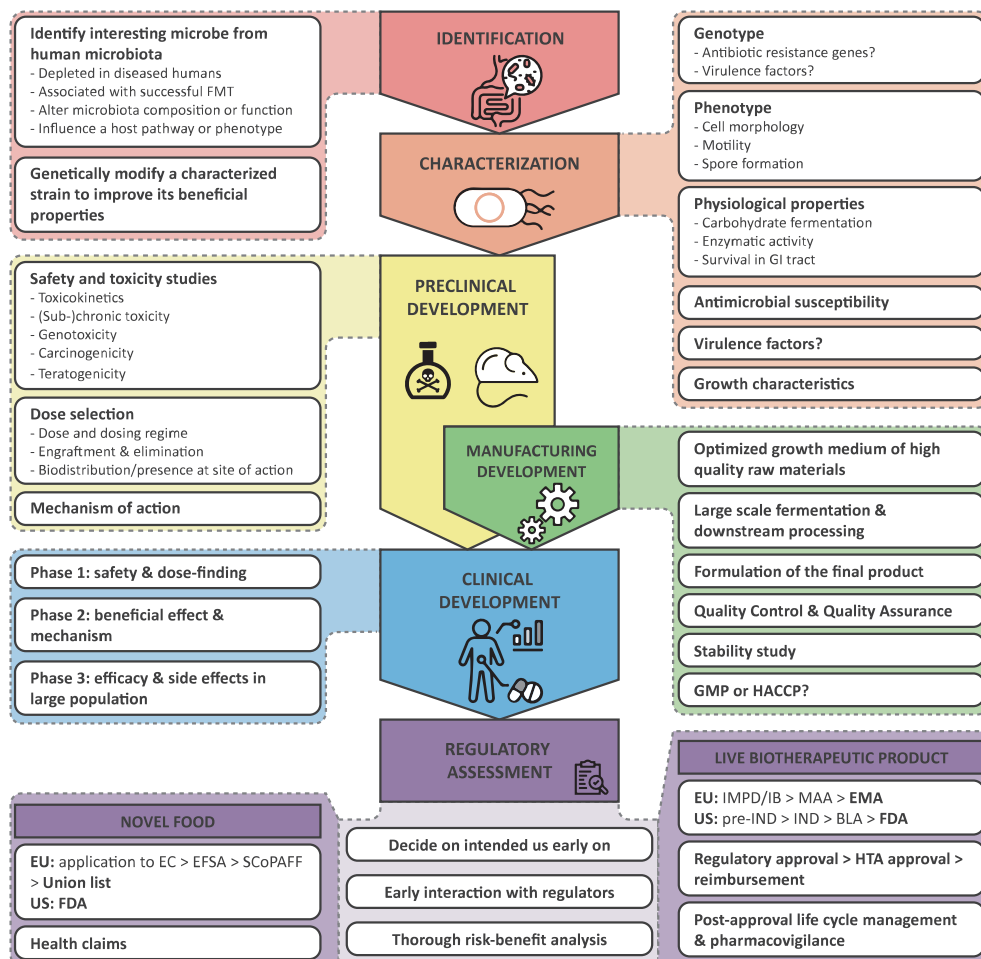 IDENTIFICATION
Identify interesting microbe from
human microbiota
- Depleted in diseased humans
- Associated with successful FMT
- Alter microbiota composition or function
- Influence a host pathway or phenotype
Genetically modify a characterized
strain to improve its beneficial
properties
CHARACTERIZATION
Genotype
- Antibiotic resistance genes?
- Virulence factors?
Phenotype
- Cell morphology
- Motility
- Spore formation
Physiological properties
- Carbohydrate fermentation
- Enzymatic activity
- Survival in GI tract
Antimicrobial susceptibility
Virulence factors?
Growth characteristics
PRECLINICAL
DEVELOPMENT
Safety and toxicity studies
- Toxicokinetics
- (Sub-)chronic toxicity
- Genotoxicity
- Carcinogenicity
- Teratogenicity
Dose selection
- Dose and dosing regime
- Engraftment & elimination
- Biodistribution/presence at site of action
Mechanism of action
MANUFACTURING
DEVELOPMENT
Optimized growth medium of high
quality raw materials
Large scale fermentation &
downstream processing
Formulation of the final product
Quality Control & Quality Assurance
Stability study
GMP or HACCP?
CLINICAL
DEVELOPMENT
Phase 1: safety & dose-finding
Phase 2: beneficial effect &
mechanism
Phase 3: efficacy & side effects in
large population
REGULATORY
ASSESSMENT
NOVEL FOOD
EU: application to EC > EFSA > SCoPAFF
> Union list
US: FDA
Health claims
Decide on intended us early on
Early interaction with regulators
Thorough risk-benefit analysis
LIVE BIOTHERAPEUTIC PRODUCT
EU: IMPD/IB > MAA > EMA
US: pre-IND > IND > BLA > FDA
Regulatory approval > HTA approval >
reimbursement
Post-approval life cycle management
& pharmacovigilance